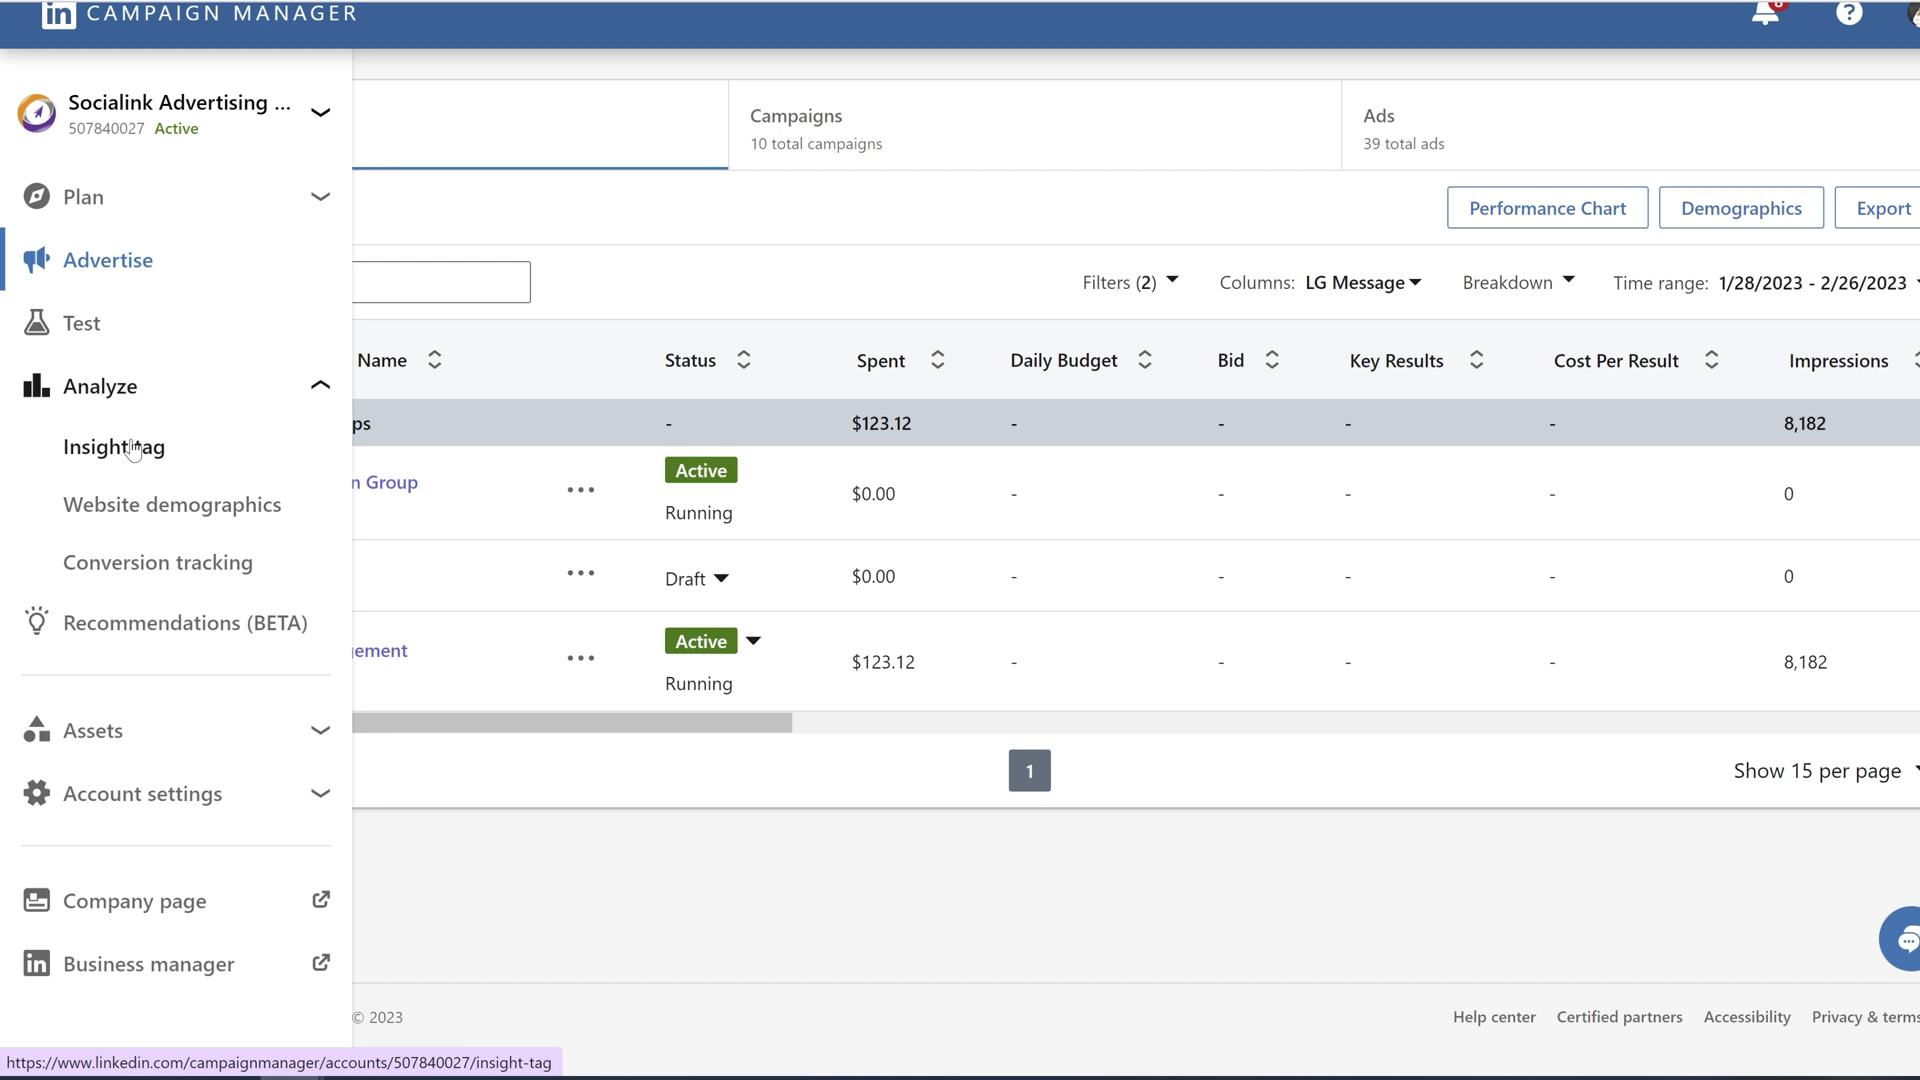 in CAMPAIGN MANAGER
Socialink Advertising ...
507840027 Active
Plan
Advertise
Test
Analyze
Insight tag
Website demographics
Conversion tracking
Recommendations (BETA)
Assets
Account settings
Company page
Business manager
Campaigns
10 total campaigns
Ads
39 total ads
Performance Chart Demographics Export
Filters (2) Columns: LG Message Breakdown Time range: 1/28/2023 - 2/26/2023
Name Status Spent Daily Budget Bid Key Results Cost Per Result Impressions
ps - $123.12 - - - - 8,182
n Group ... Active $0.00 - - - - 0
Running
... Draft $0.00 - - - - 0
ement ... Active $123.12 - - - - 8,182
Running
1
Show 15 per page
© 2023 Help center Certified partners Accessibility Privacy & terms
https://www.linkedin.com/campaignmanager/accounts/507840027/insight-tag